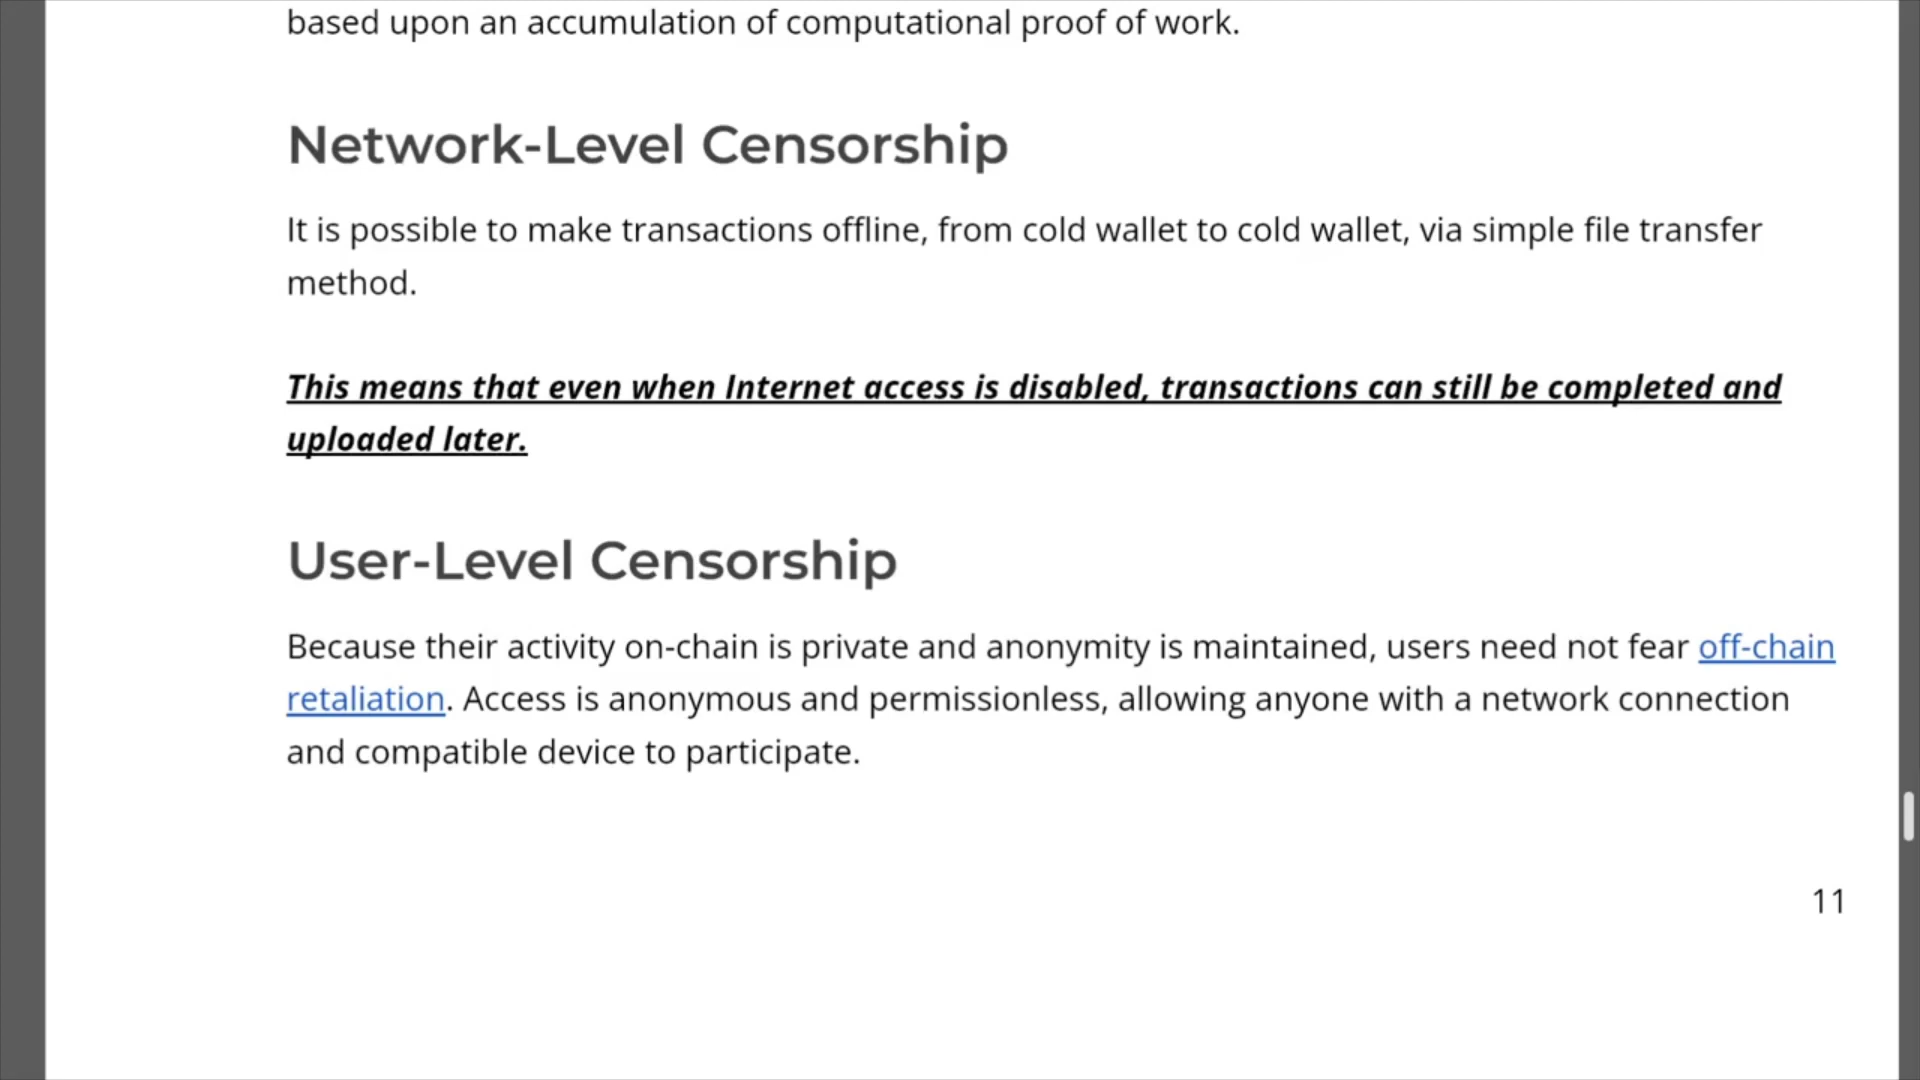 based upon an accumulation of computational proof of work.
Network-Level Censorship
It is possible to make transactions offline, from cold wallet to cold wallet, via simple file transfer
method.
This means that even when Internet access is disabled, transactions can still be completed and
uploaded later.
User-Level Censorship
Because their activity on-chain is private and anonymity is maintained, users need not fear off-chain
retaliation. Access is anonymous and permissionless, allowing anyone with a network connection
and compatible device to participate.
11